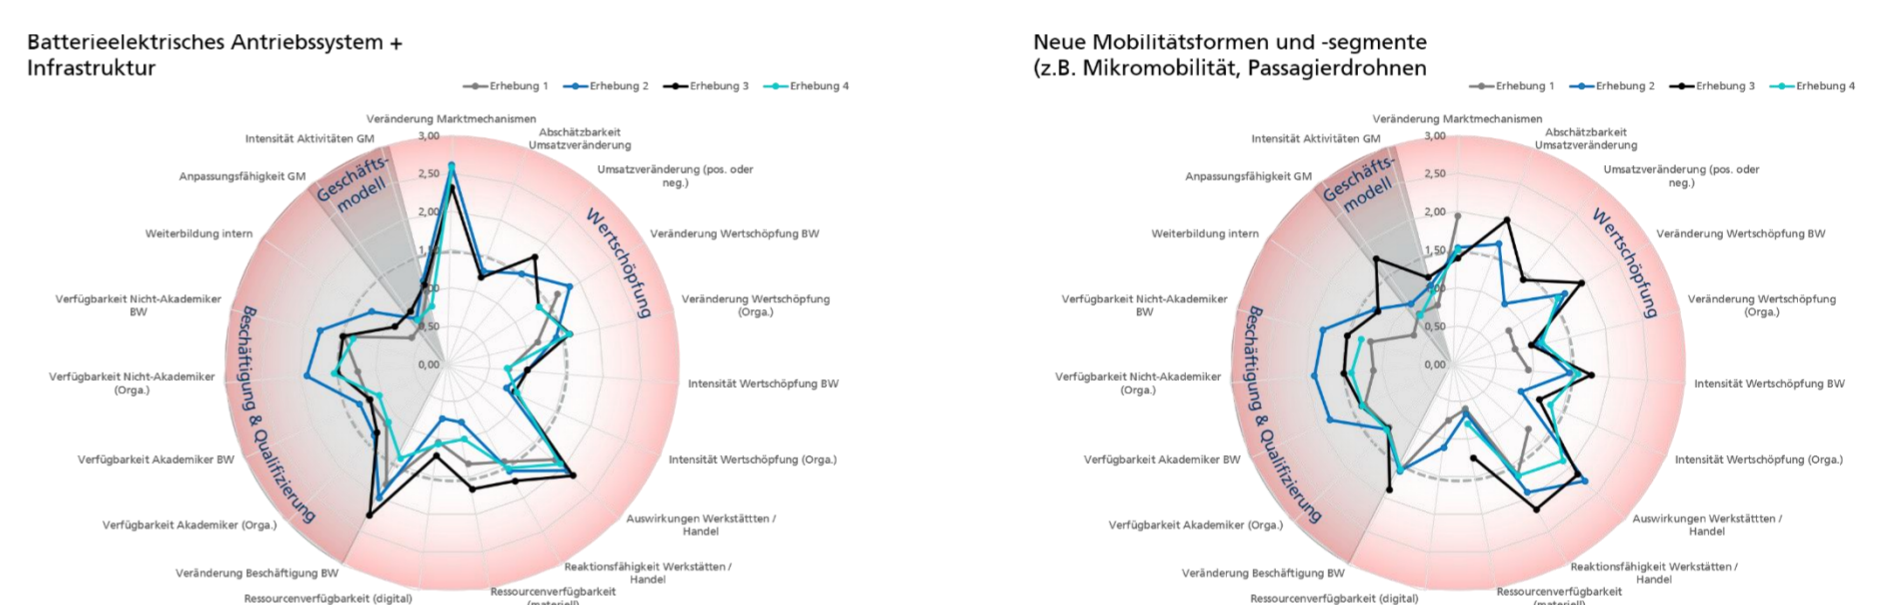 Batterieelektrisches Antriebssystem +
Infrastruktur
Erhebung 1
Erhebung 2
Erhebung 3
Erhebung 4
Veränderung Marktmechanismen
Abschätzbarkeit
Umsatzveränderung
Umsatzveränderung (pos. oder
neg.)
Veränderung Wertschöpfung BW
Veränderung Wertschöpfung
(Orga.)
Intensität Wertschöpfung BW
Intensität Wertschöpfung (Orga.)
Auswirkungen Werkstättten /
Handel
Reaktionsfähigkeit Werkstätten /
Handel
Ressourcenverfügbarkeit
(materiell)
Ressourcenverfügbarkeit (digital)
Veränderung Beschäftigung BW
Verfügbarkeit Akademiker (Orga.)
Verfügbarkeit Akademiker BW
Verfügbarkeit Nicht-Akademiker
(Orga.)
Verfügbarkeit Nicht-Akademiker
BW
Weiterbildung intern
Anpassungsfähigkeit GM
Intensität Aktivitäten GM
3,00
2,50
2,00
0,50
0,00
Geschäfts-
modell
Wertschöpfung
Beschäftigung & Qualifizierung
Neue Mobilitätsformen und -segmente
(z.B. Mikromobilität, Passagierdrohnen
Erhebung 1
Erhebung 2
Erhebung 3
Erhebung 4
Veränderung Marktmechanismen
Abschätzbarkeit
Umsatzveränderung
Umsatzveränderung (pos. oder
neg.)
Veränderung Wertschöpfung BW
Veränderung Wertschöpfung
(Orga.)
Intensität Wertschöpfung BW
Intensität Wertschöpfung (Orga.)
Auswirkungen Werkstättten /
Handel
Reaktionsfähigkeit Werkstätten /
Handel
Ressourcenverfügbarkeit
(materiell)
Ressourcenverfügbarkeit (digital)
Veränderung Beschäftigung BW
Verfügbarkeit Akademiker (Orga.)
Verfügbarkeit Akademiker BW
Verfügbarkeit Nicht-Akademiker
(Orga.)
Verfügbarkeit Nicht-Akademiker
BW
Weiterbildung intern
Anpassungsfähigkeit GM
Intensität Aktivitäten GM
3,00
2,50
2,00
1,50
0,50
0,00
Geschäfts-
modell
Wertschöpfung
Beschäftigung & Qualifizierung